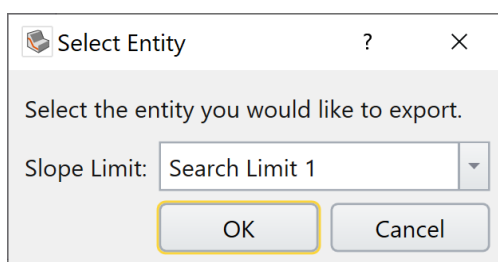 Select Entity ?
Select the entity you would like to export.
Slope Limit: Search Limit 1
OK Cancel